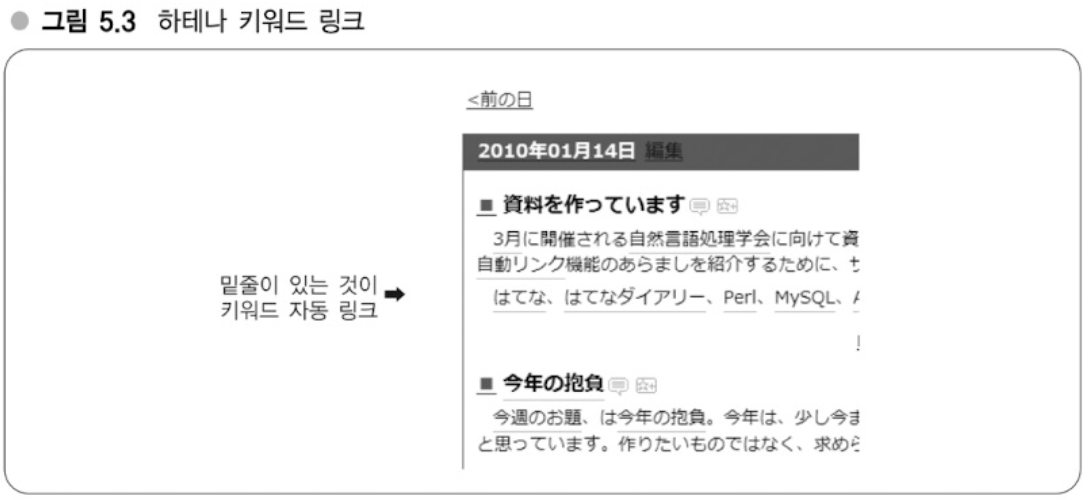 ● 그림 5.3 하테나 키워드 링크
<前の日
2010年01月14日 編集
■ 資料を作っています
3月に開催される自然言語処理学会に向けて資
自動リンク機能のあらましを紹介するために、サ
밑줄이 있는 것이
키워드 자동 링크 ➡
はてな、はてなダイアリー、Perl、MySQL、A
■ 今年の抱負
今週のお題、は今年の抱負。今年は、少し今ま
と思っています。作りたいものではなく、求めら